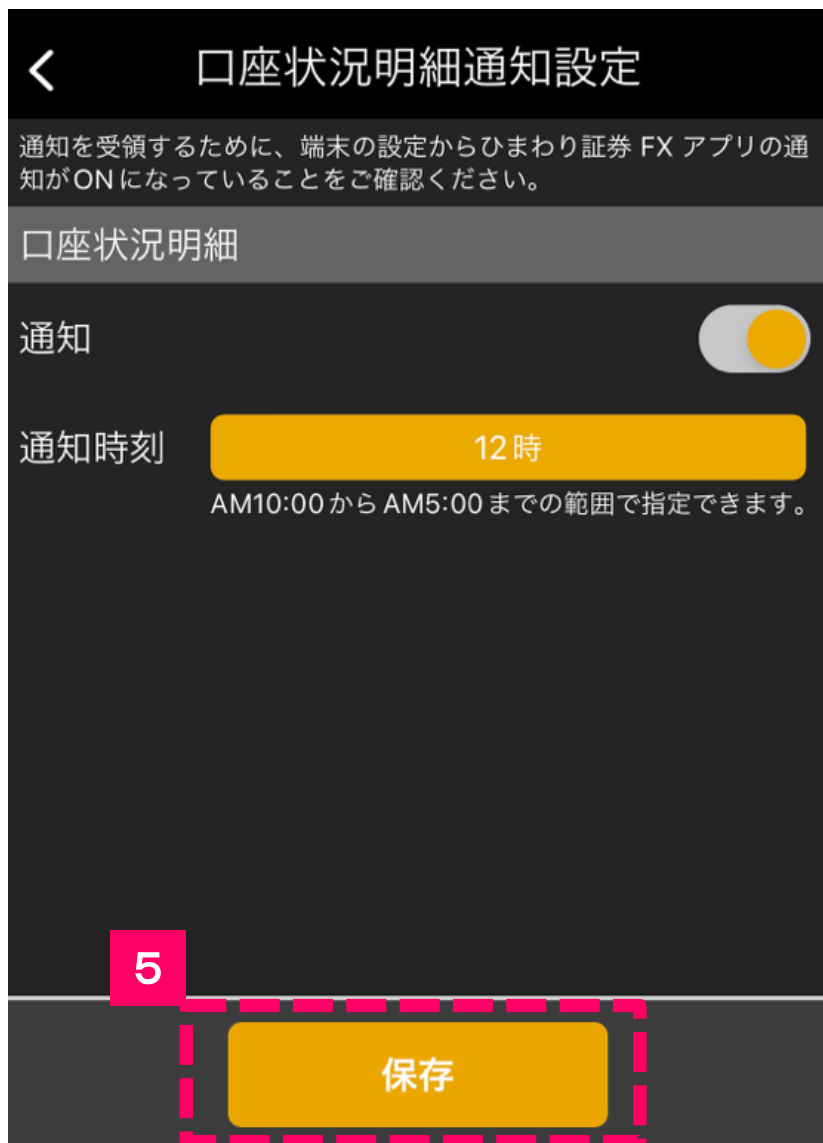 口座状況明細通知設定
通知を受領するために、端末の設定からひまわり証券 FX アプリの通
知がONになっていることをご確認ください。
口座状況明細
通知
通知時刻
12時
AM10:00からAM5:00までの範囲で指定できます。
5
保存